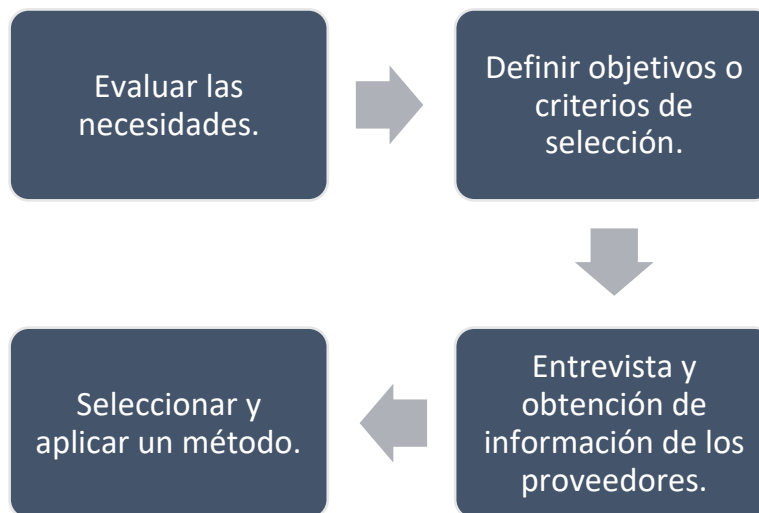 Evaluar las
necesidades.
Definir objetivos o
criterios de
selección.
Entrevista y
obtención de
información de los
proveedores.
Seleccionar y
aplicar un método.